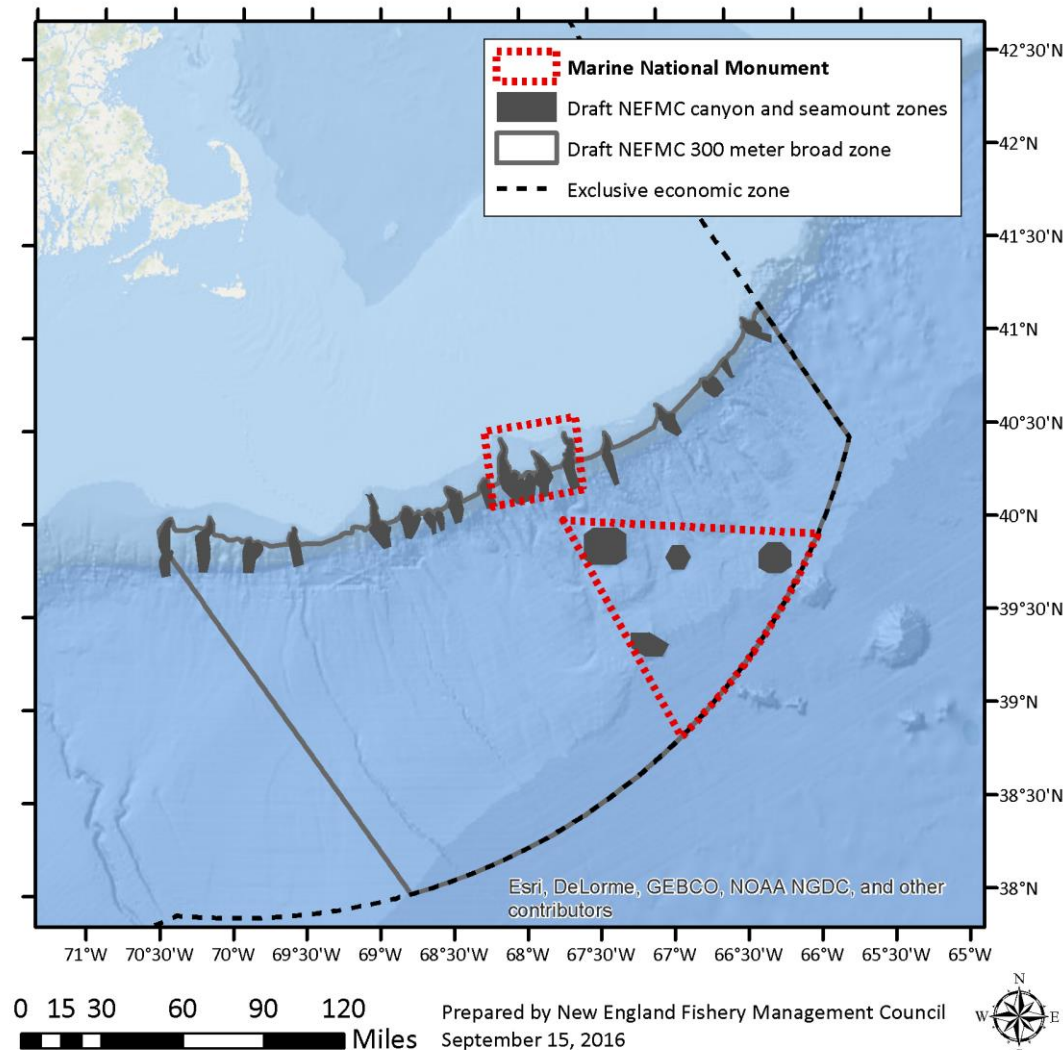 Marine National Monument
Draft NEFMC canyon and seamount zones
Draft NEFMC 300 meter broad zone
Exclusive economic zone
42°30'N
42°N
41°30'N
41°N
40°30'N
40°N
39°30'N
39°N
38°30'N
38°N
Esri, DeLorme, GEBCO, NOAA NGDC, and other
contributors
71°W 70°30'W 70°W 69°30'W 69°W 68°30'W 68°W 67°30'W 67°W 66°30'W 66°W 65°30'W 65°W
0 15 30 60 90 120
Miles
Prepared by New England Fishery Management Council
September 15, 2016
N
W E
S